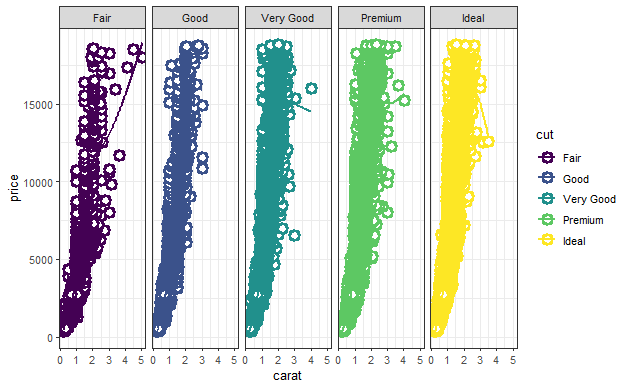 Fair Good Very Good Premium Ideal
price
15000
10000
5000
0
0 1 2 3 4 5 0 1 2 3 4 5 0 1 2 3 4 5 0 1 2 3 4 5 0 1 2 3 4 5
carat
cut
Fair
Good
Very Good
Premium
Ideal